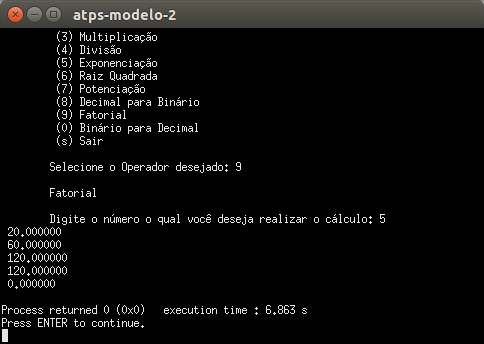 atps-modelo-2
(3) Multiplicação
(4) Divisão
(5) Exponenciação
(6) Raiz Quadrada
(7) Potenciação
(8) Decimal para Binário
(9) Fatorial
(0) Binário para Decimal
(s) Sair
Selecione o Operador desejado: 9
Fatorial
Digite o número o qual você deseja realizar o cálculo: 5
20.000000
60.000000
120.000000
120.000000
0.000000
Process returned 0 (0x0)   execution time : 6.863 s
Press ENTER to continue.